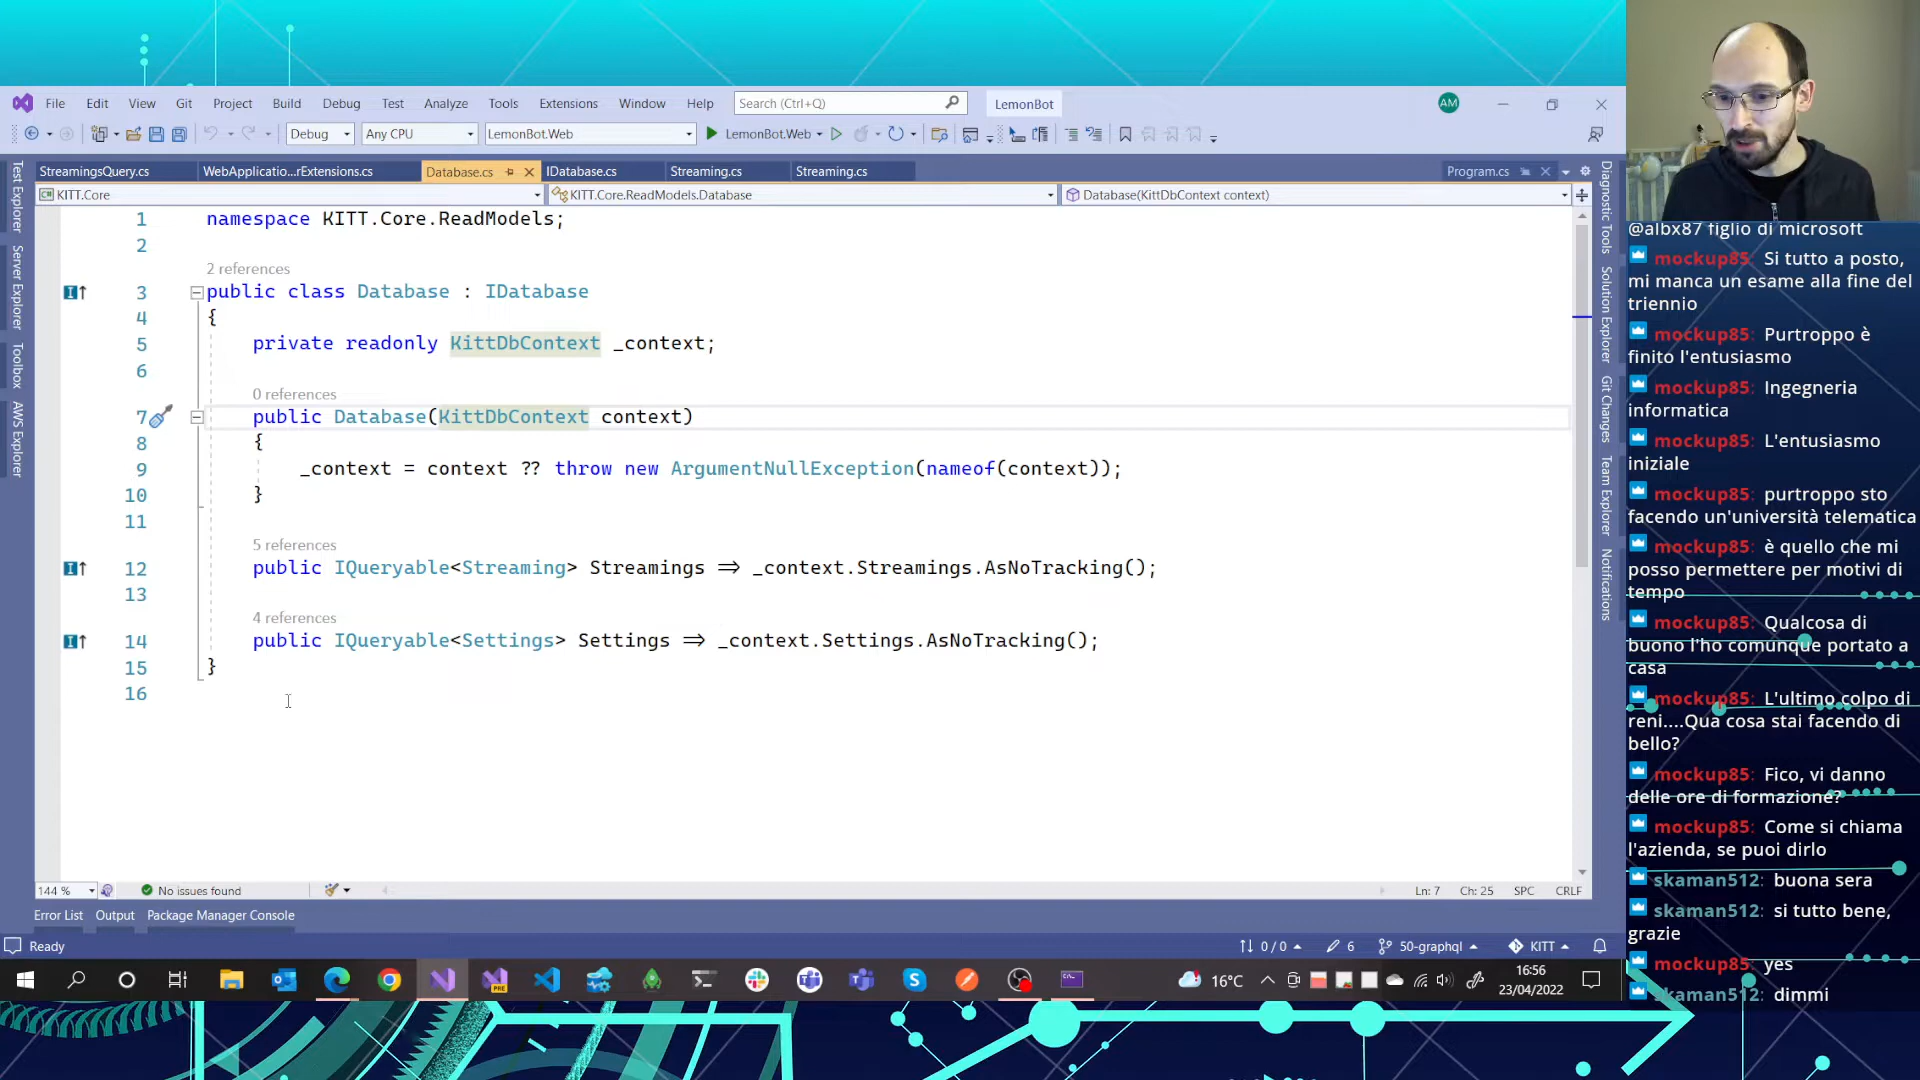 File Edit View Git Project Build Debug Test Analyze Tools Extensions Window Help Search (Ctrl+Q) LemonBot AM
Debug Any CPU LemonBot.Web LemonBot.Web
StreamingsQuery.cs WebApplicatio...rExtensions.cs Database.cs IDatabase.cs Streaming.cs Streaming.cs Program.cs
KITT.Core KITT.Core.ReadModels.Database Database(KittDbContext context)
Test Explorer
Server Explorer
Toolbox
AWS Explorer
1 namespace KITT.Core.ReadModels;
2
2 references
3 public class Database : IDatabase
4 {
5 private readonly KittDbContext _context;
6
0 references
7 public Database(KittDbContext context)
8 {
9 _context = context ?? throw new ArgumentNullException(nameof(context));
10 }
11
5 references
12 public IQueryable<Streaming> Streamings => _context.Streamings.AsNoTracking();
13
4 references
14 public IQueryable<Settings> Settings => _context.Settings.AsNoTracking();
15 }
16
Diagnostic Tools
Solution Explorer
Git Changes
Team Explorer
Notifications
144 % No issues found Ln: 7 Ch: 25 SPC CRLF
Error List Output Package Manager Console
Ready 0 / 0 6 50-graphql KITT
PRE 16°C 16:56
23/04/2022
@albx87 figlio di microsoft
mockup85: Si tutto a posto,
mi manca un esame alla fine del
triennio
mockup85: Purtroppo è
finito l'entusiasmo
mockup85: Ingegneria
informatica
mockup85: L'entusiasmo
iniziale
mockup85: purtroppo sto
facendo un'università telematica
mockup85: è quello che mi
posso permettere per motivi di
tempo
mockup85: Qualcosa di
buono l'ho comunque portato a
casa
mockup85: L'ultimo colpo di
reni....Qua cosa stai facendo di
bello?
mockup85: Fico, vi danno
delle ore di formazione?
mockup85: Come si chiama
l'azienda, se puoi dirlo
skaman512: buona sera
skaman512: si tutto bene,
grazie
mockup85: yes
skaman512: dimmi